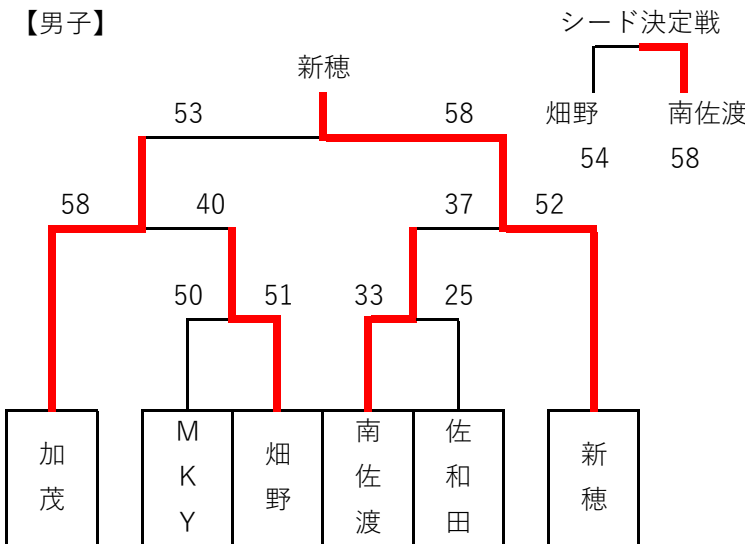 【男子】
シード決定戦
新穂
53
58
畑野
南佐渡
54
58
58
40
37
52
50
51
33
25
加茂
MKY
畑野
南佐渡
佐和田
新穂